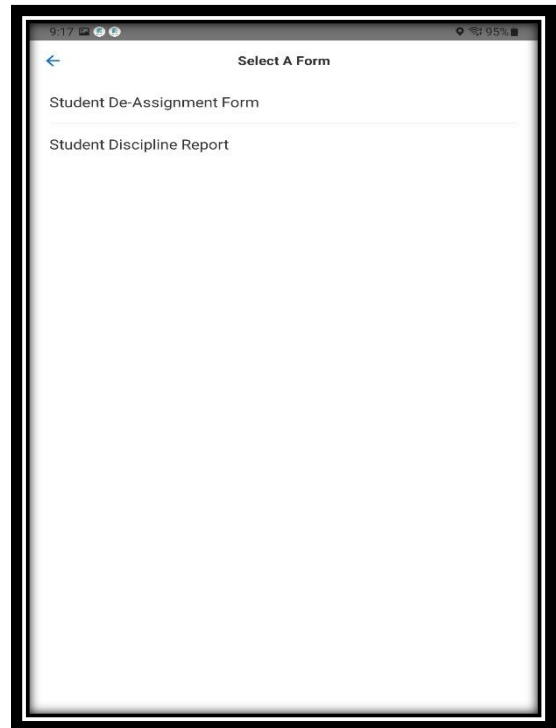 9:17 95%
Select A Form
Student De-Assignment Form
Student Discipline Report